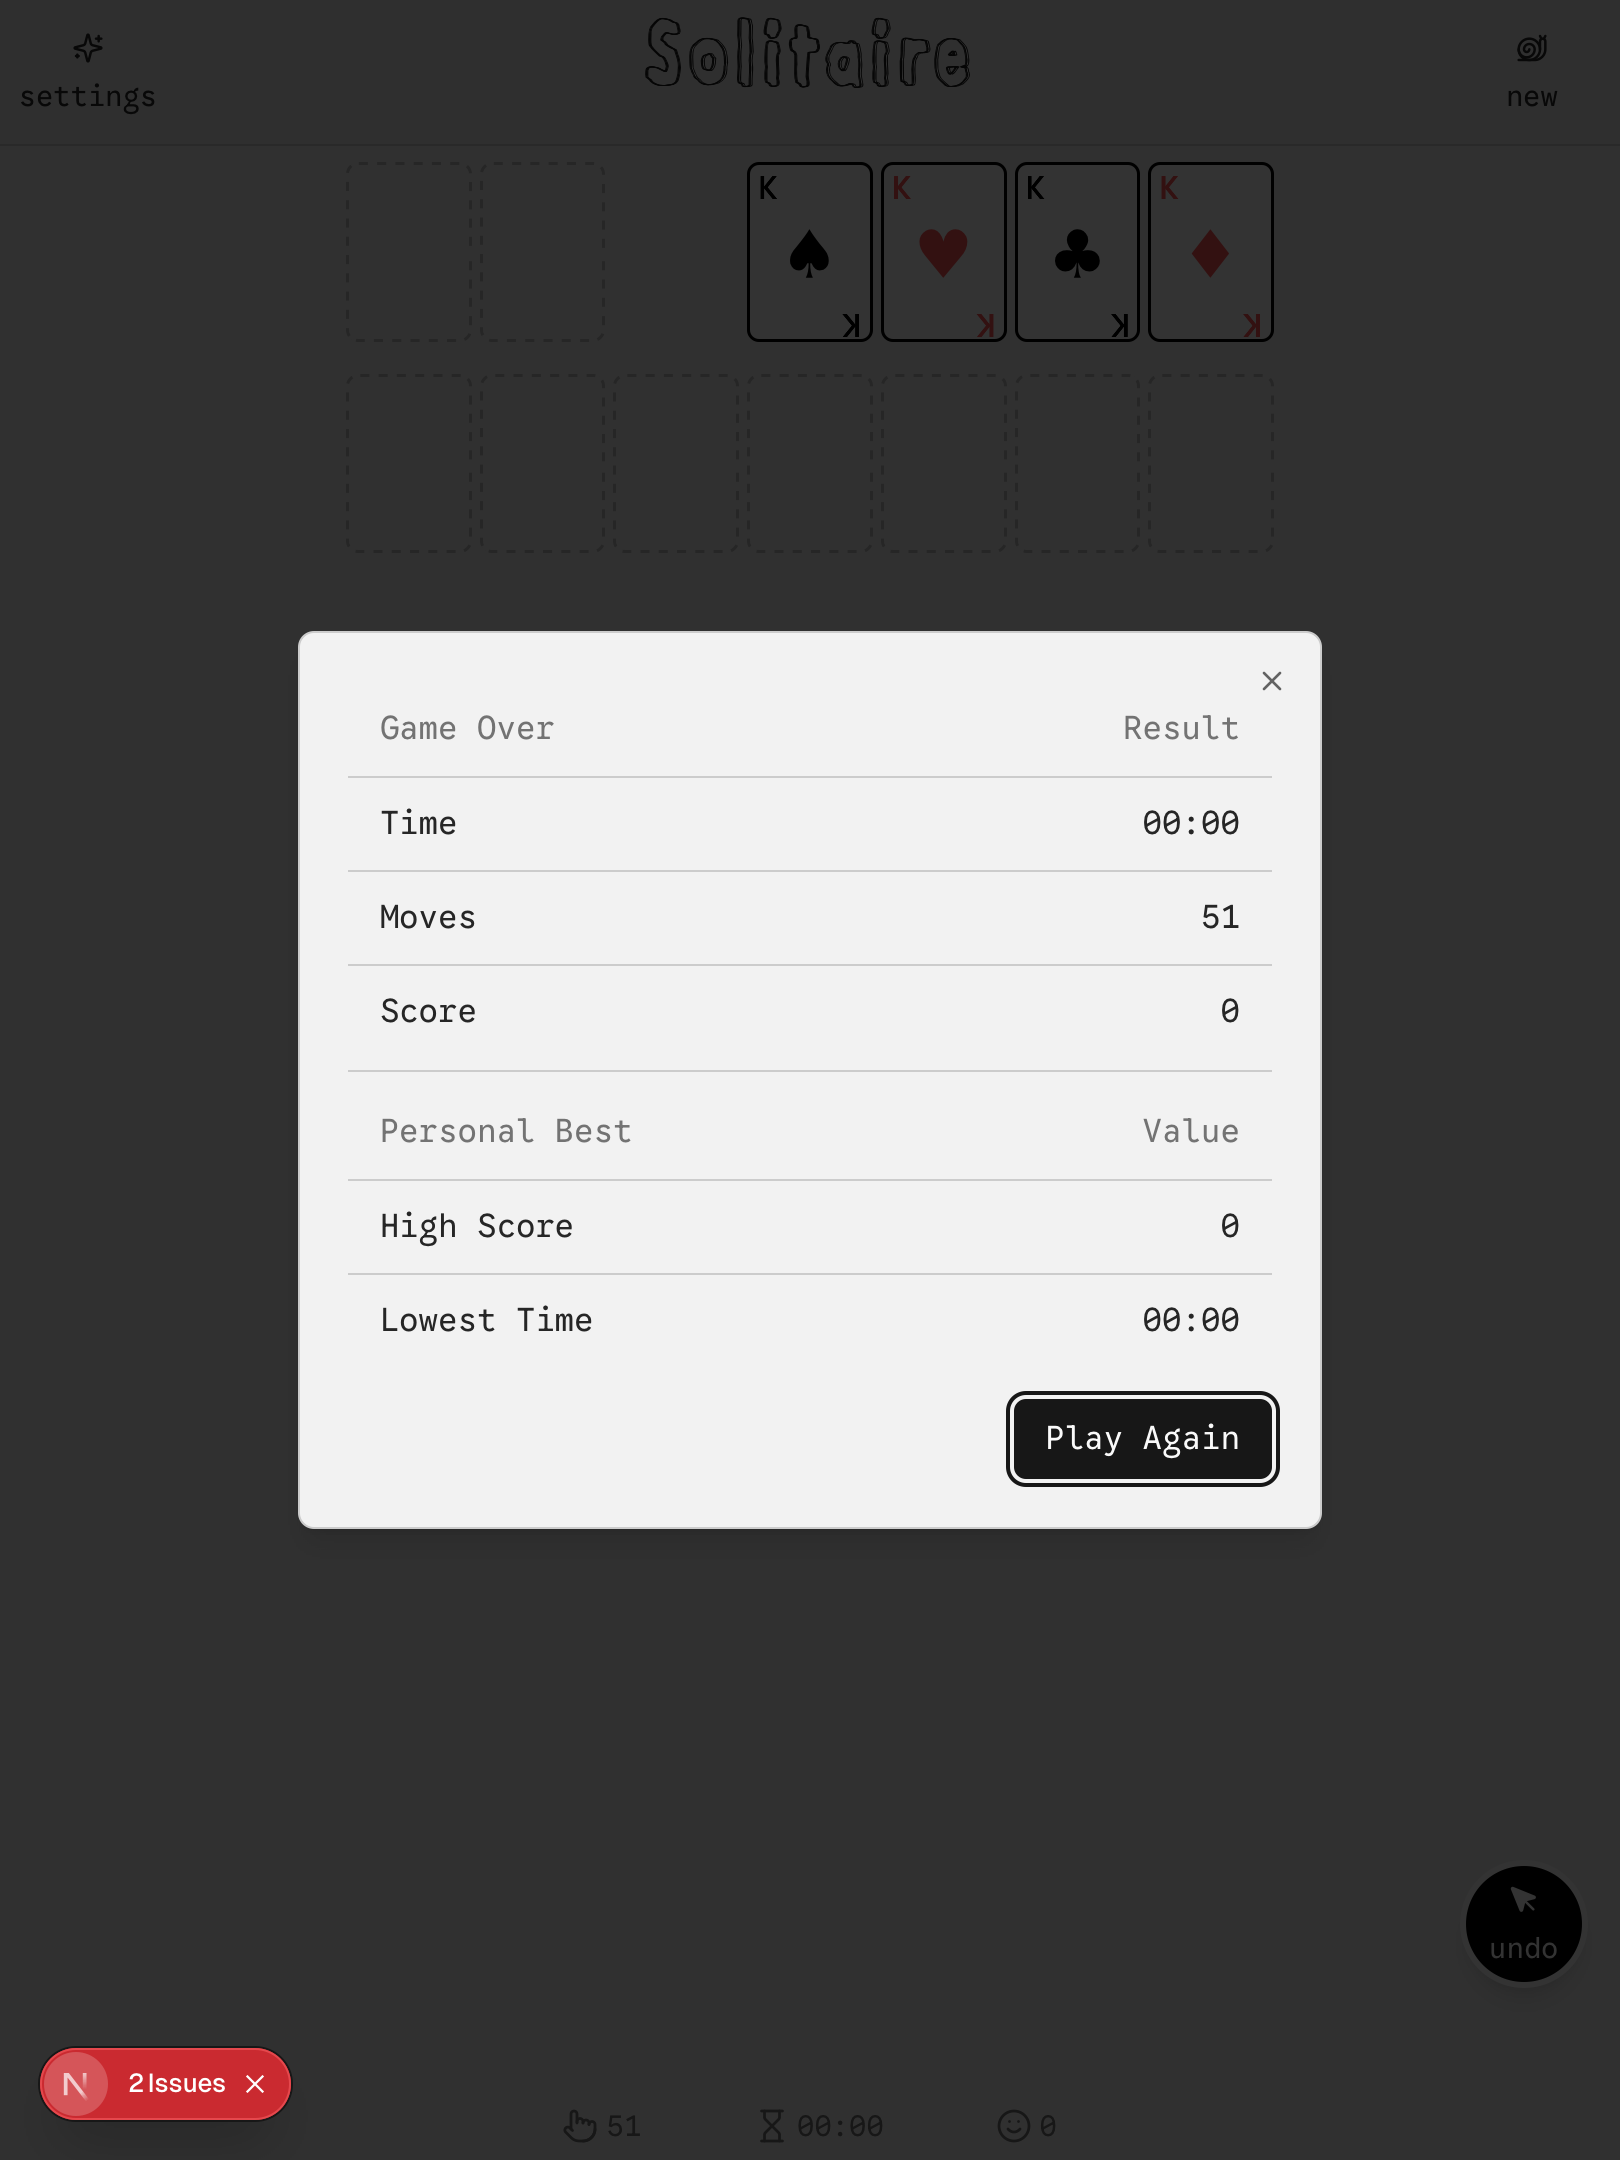 Solitaire
settings
new
K K K K
K K K K
Game Over Result
Time 00:00
Moves 51
Score 0
Personal Best Value
High Score 0
Lowest Time 00:00
Play Again
undo
N 2 Issues
51 00:00 0